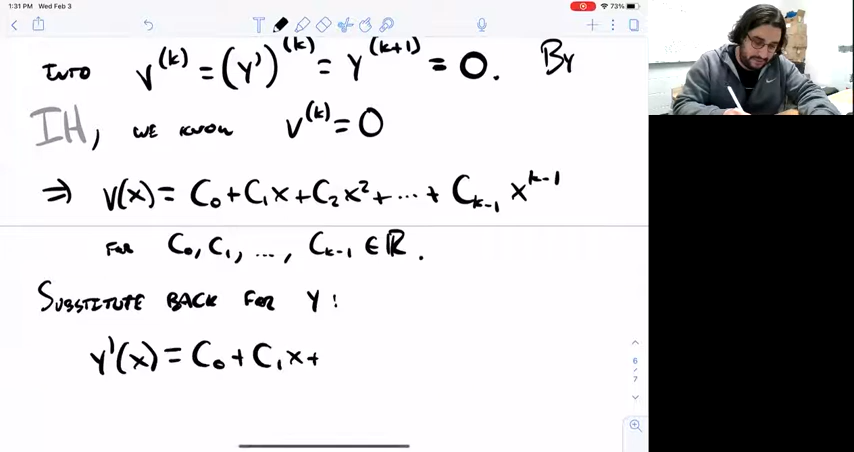 1:31 PM Wed Feb 3
73%
INTO V^(k) = (Y')^(k) = Y^(k+1) = 0. BY
IH, WE KNOW V^(k) = 0
⇒ V(x) = C₀ + C₁x + C₂x² + ⋯ + C_{k-1} x^{k-1}
FOR C₀, C₁, ..., C_{k-1} ∈ ℝ.
SUBSTITUTE BACK FOR Y:
Y'(x) = C₀ + C₁x +
6
/
7